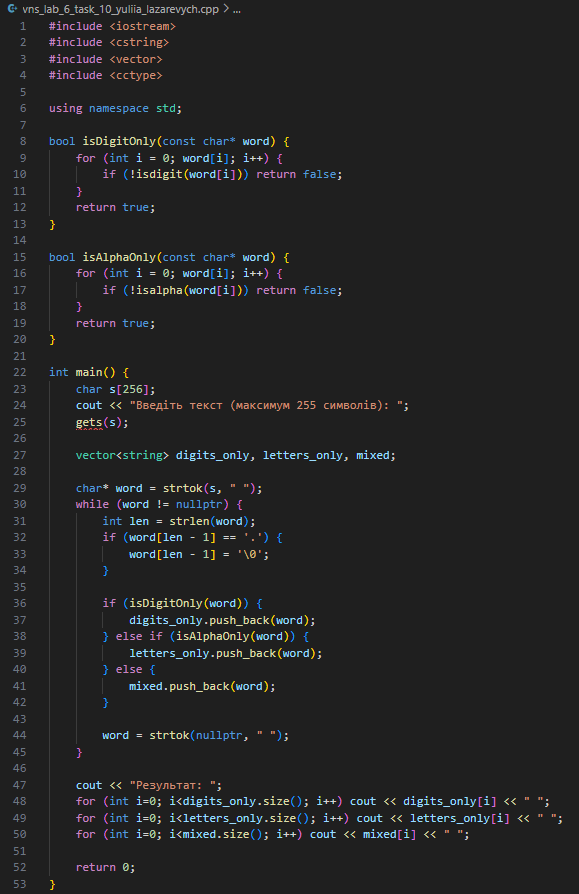 vns_lab_6_task_10_yuliia_lazarevych.cpp > ...
1 #include <iostream>
2 #include <cstring>
3 #include <vector>
4 #include <cctype>
5
6 using namespace std;
7
8 bool isDigitOnly(const char* word) {
9     for (int i = 0; word[i]; i++) {
10         if (!isdigit(word[i])) return false;
11     }
12     return true;
13 }
14
15 bool isAlphaOnly(const char* word) {
16     for (int i = 0; word[i]; i++) {
17         if (!isalpha(word[i])) return false;
18     }
19     return true;
20 }
21
22 int main() {
23     char s[256];
24     cout << "Введіть текст (максимум 255 символів): ";
25     gets(s);
26
27     vector<string> digits_only, letters_only, mixed;
28
29     char* word = strtok(s, " ");
30     while (word != nullptr) {
31         int len = strlen(word);
32         if (word[len - 1] == '.') {
33             word[len - 1] = '\0';
34         }
35
36         if (isDigitOnly(word)) {
37             digits_only.push_back(word);
38         } else if (isAlphaOnly(word)) {
39             letters_only.push_back(word);
40         } else {
41             mixed.push_back(word);
42         }
43
44         word = strtok(nullptr, " ");
45     }
46
47     cout << "Результат: ";
48     for (int i=0; i<digits_only.size(); i++) cout << digits_only[i] << " ";
49     for (int i=0; i<letters_only.size(); i++) cout << letters_only[i] << " ";
50     for (int i=0; i<mixed.size(); i++) cout << mixed[i] << " ";
51
52     return 0;
53 }